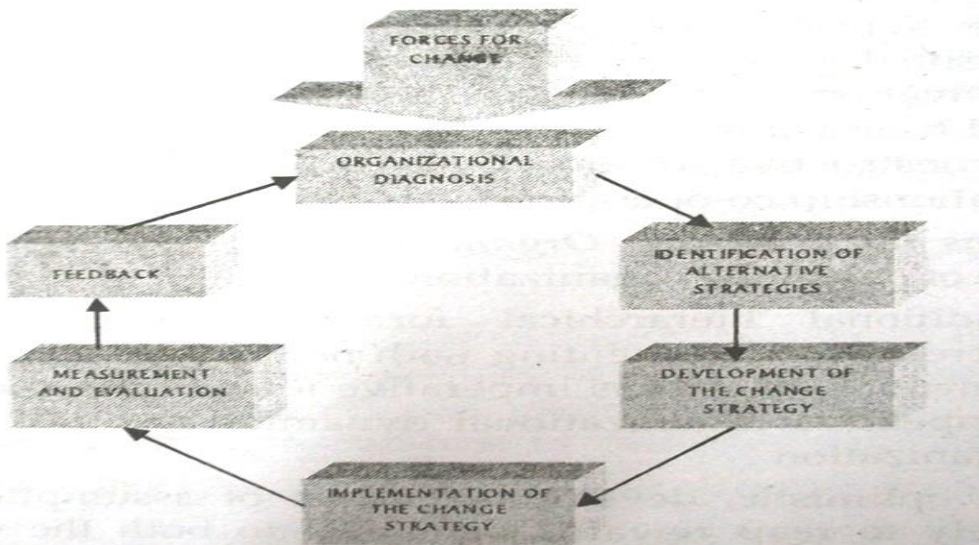 FORCES FOR
CHANGE
ORGANIZATIONAL
DIAGNOSIS
IDENTIFICATION OF
ALTERNATIVE
STRATEGIES
DEVELOPMENT OF
THE CHANGE
STRATEGY
IMPLEMENTATION OF
THE CHANGE
STRATEGY
MEASUREMENT
AND EVALUATION
FEEDBACK